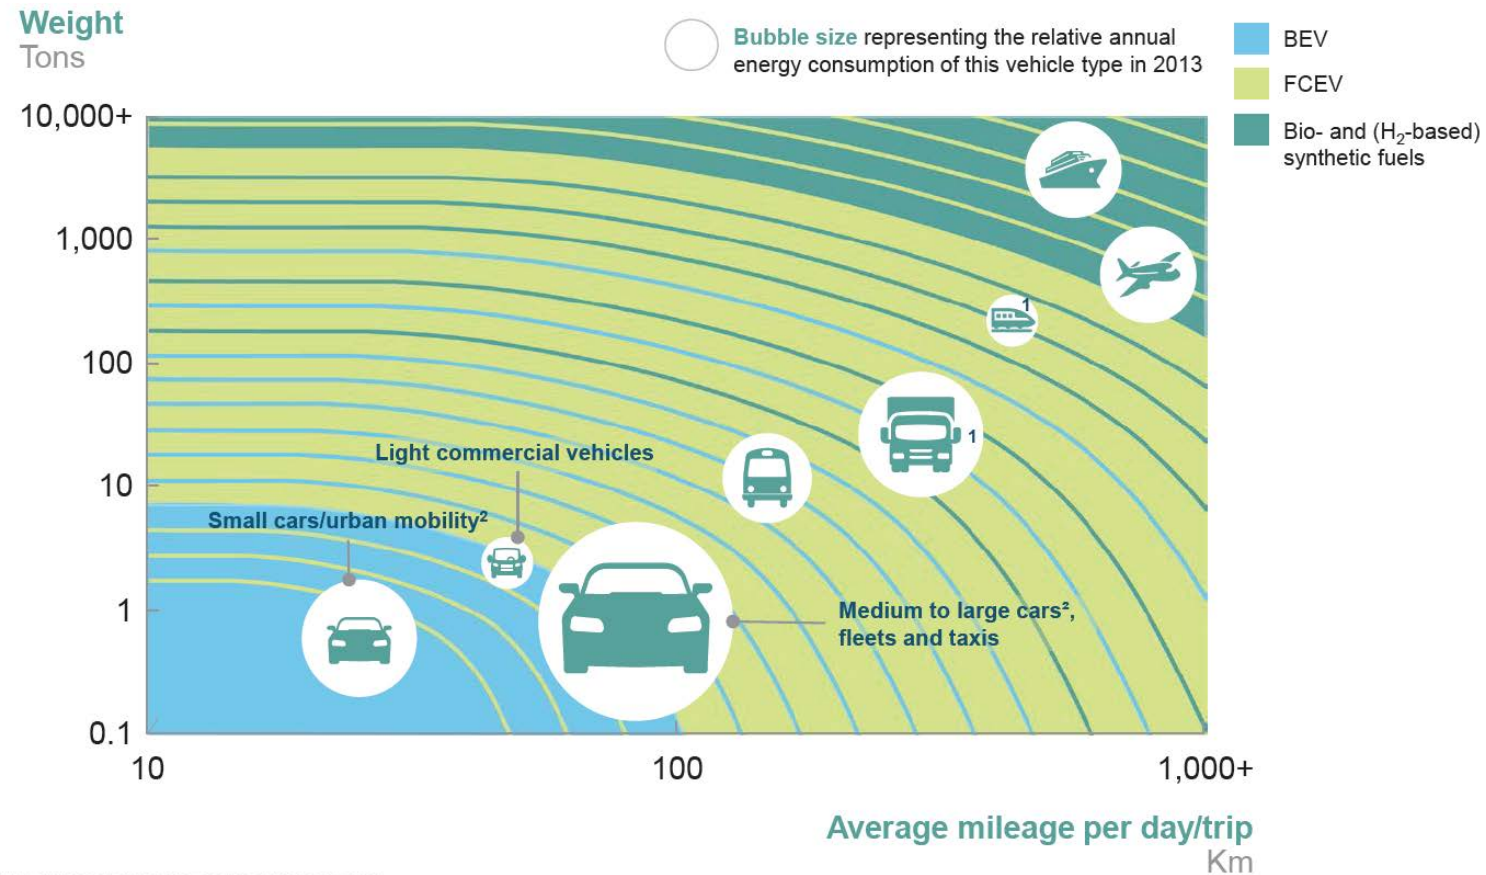 Weight
Tons
Bubble size representing the relative annual
energy consumption of this vehicle type in 2013
BEV
FCEV
Bio- and (H₂-based)
synthetic fuels
10,000+
1,000
100
10
1
0.1
1
1
Light commercial vehicles
Small cars/urban mobility²
Medium to large cars²,
fleets and taxis
10
100
1,000+
Average mileage per day/trip
Km